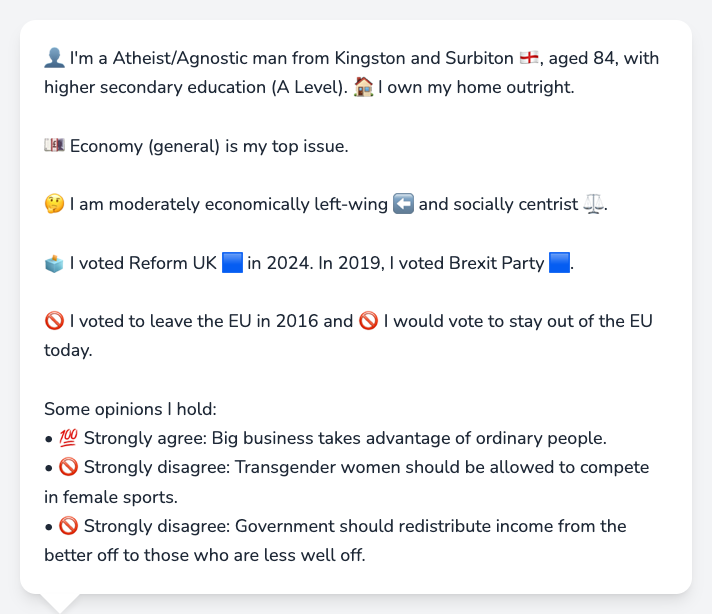 👤 I'm a Atheist/Agnostic man from Kingston and Surbiton 🏴󠁧󠁢󠁥󠁮󠁧󠁿, aged 84, with
higher secondary education (A Level). 🏠 I own my home outright.
💷 Economy (general) is my top issue.
🤔 I am moderately economically left-wing ⬅️ and socially centrist ⚖️.
🗳️ I voted Reform UK 🟦 in 2024. In 2019, I voted Brexit Party 🟦.
🚫 I voted to leave the EU in 2016 and 🚫 I would vote to stay out of the EU
today.
Some opinions I hold:
• 💯 Strongly agree: Big business takes advantage of ordinary people.
• 🚫 Strongly disagree: Transgender women should be allowed to compete
in female sports.
• 🚫 Strongly disagree: Government should redistribute income from the
better off to those who are less well off.